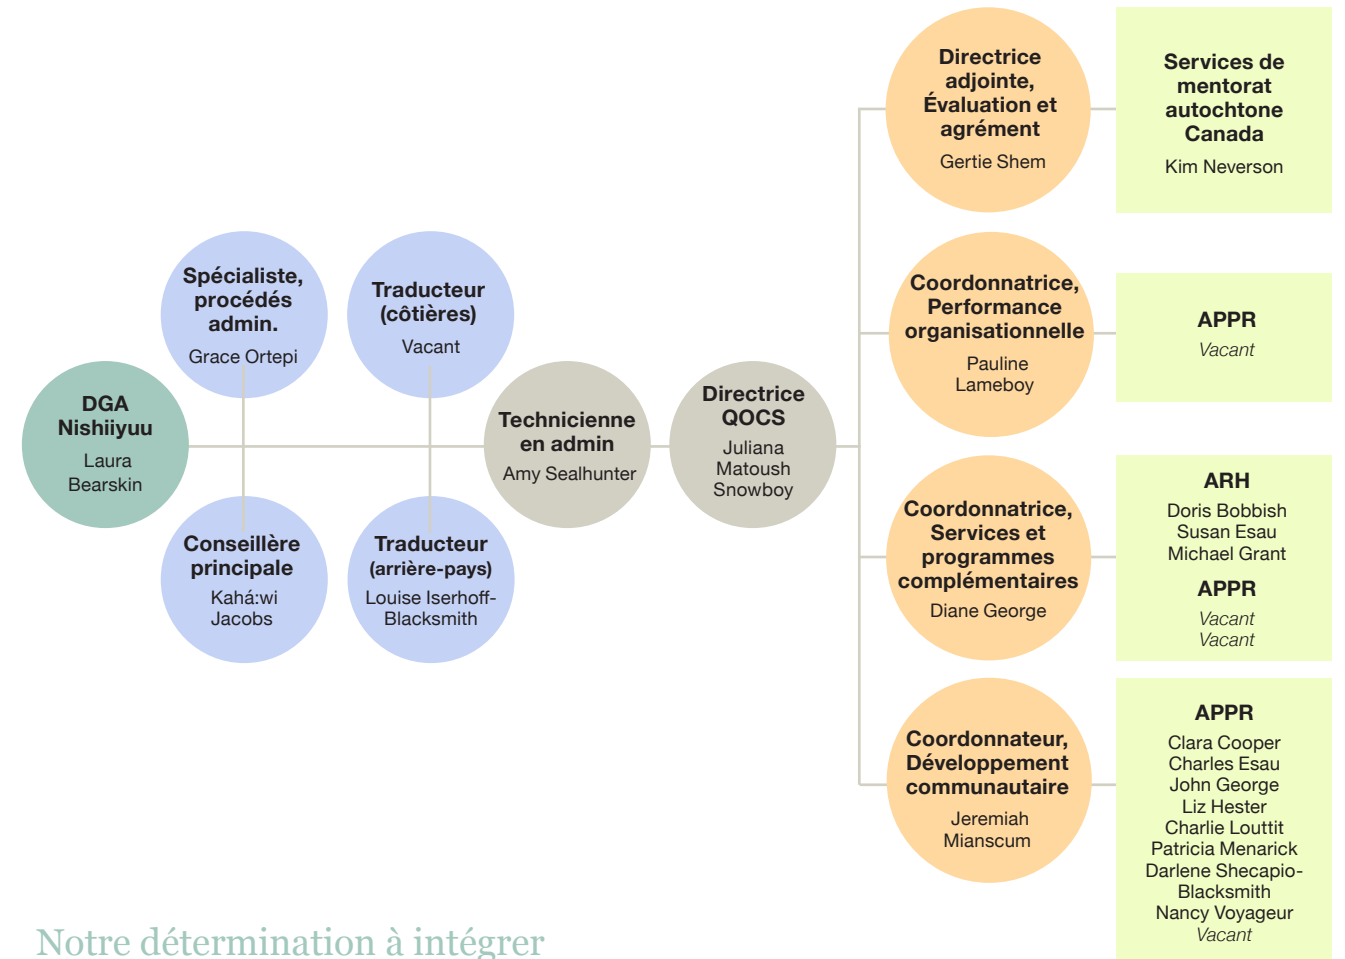 DGA
Nishiiyuu
Laura
Bearskin
Spécialiste,
procédés
admin.
Grace Ortepi
Traducteur
(côtières)
Vacant
Conseillère
principale
Kahá:wi
Jacobs
Traducteur
(arrière-pays)
Louise Iserhoff-
Blacksmith
Technicienne
en admin
Amy Sealhunter
Directrice
QOCS
Juliana
Matoush
Snowboy
Directrice
adjointe,
Évaluation et
agrément
Gertie Shem
Services de
mentorat
autochtone
Canada
Kim Neverson
Coordonnatrice,
Performance
organisationnelle
Pauline
Lameboy
APPR
Vacant
Coordonnatrice,
Services et
programmes
complémentaires
Diane George
ARH
Doris Bobbish
Susan Esau
Michael Grant
APPR
Vacant
Vacant
Coordonnateur,
Développement
communautaire
Jeremiah
Mianscum
APPR
Clara Cooper
Charles Esau
John George
Liz Hester
Charlie Louttit
Patricia Menarick
Darlene Shecapio-
Blacksmith
Nancy Voyageur
Vacant
Notre détermination à intégrer